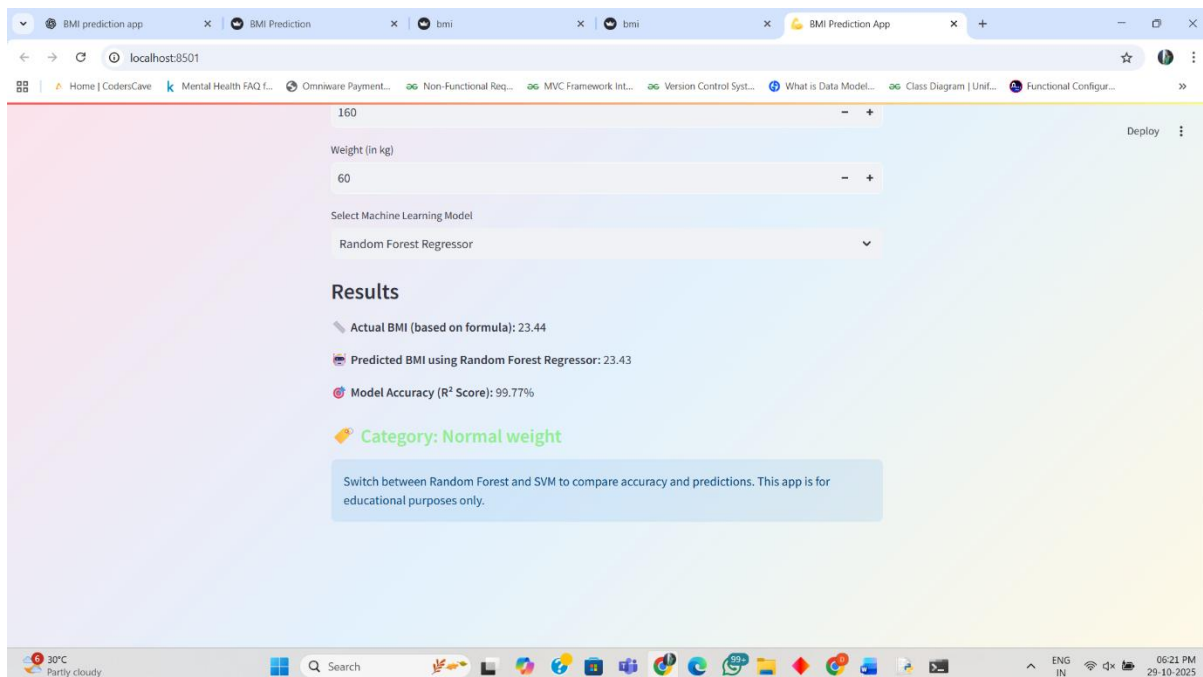 BMI prediction app
BMI Prediction
bmi
bmi
BMI Prediction App
localhost:8501
Home | CodersCave
Mental Health FAQ f...
Omniware Payment...
Non-Functional Req...
MVC Framework Int...
Version Control Syst...
What is Data Model...
Class Diagram | Unif...
Functional Configur...
160
Deploy
Weight (in kg)
60
Select Machine Learning Model
Random Forest Regressor
Results
Actual BMI (based on formula): 23.44
Predicted BMI using Random Forest Regressor: 23.43
Model Accuracy (R² Score): 99.77%
Category: Normal weight
Switch between Random Forest and SVM to compare accuracy and predictions. This app is for
educational purposes only.
6
30°C
Partly cloudy
Search
99+
ENG
IN
06:21 PM
29-10-2025